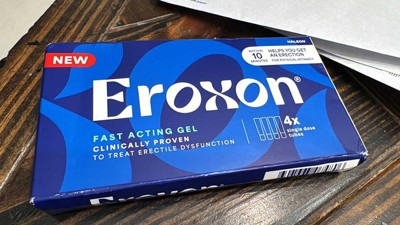 HALEON
NEW
WITHIN
10
MINUTES
HELPS YOU GET
AN ERECTION
FOR PHYSICAL INTIMACY
Eroxon®
FAST ACTING GEL
CLINICALLY PROVEN
TO TREAT ERECTILE DYSFUNCTION
4x
single dose
tubes
Eroxon®